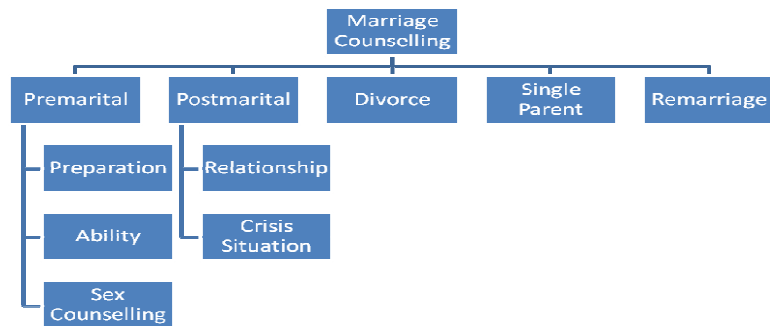 Marriage
Counselling
Premarital
Postmarital
Divorce
Single
Parent
Remarriage
Preparation
Relationship
Ability
Crisis
Situation
Sex
Counselling